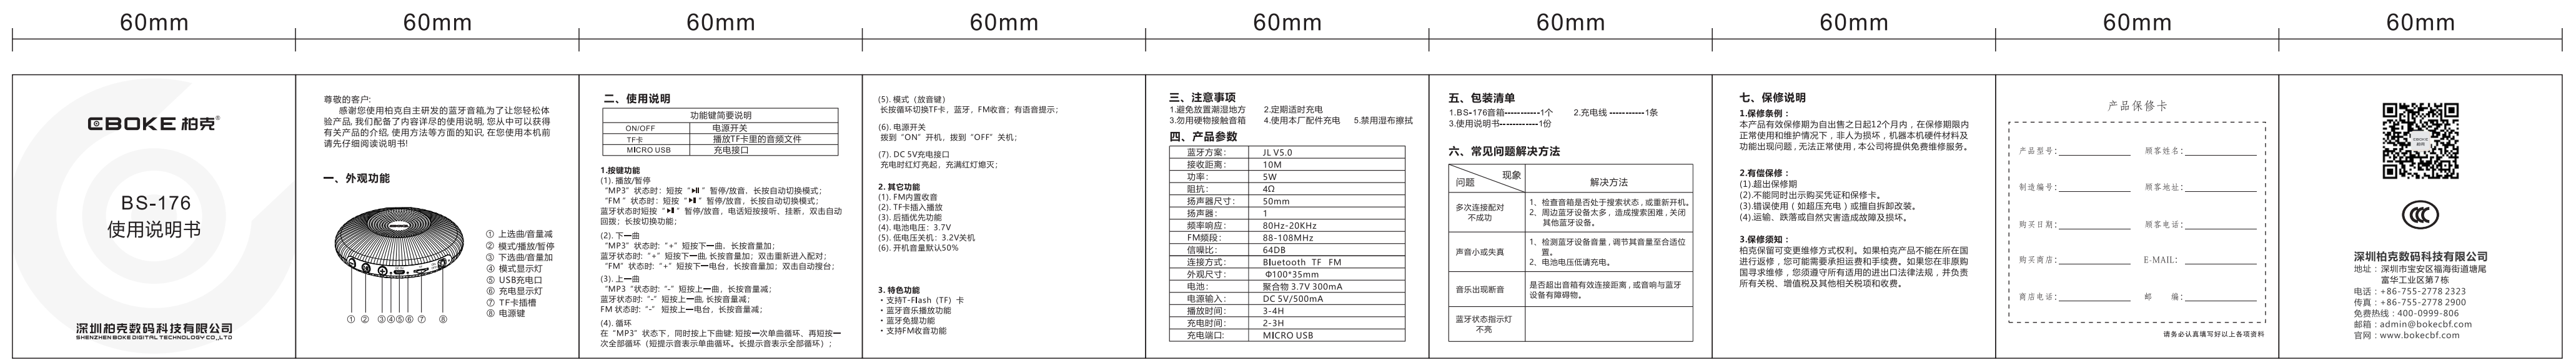 60mm 60mm 60mm 60mm 60mm 60mm 60mm 60mm 60mm
CBOKE 柏克®
BS-176
使用说明书
深圳柏克数码科技有限公司
SHENZHEN BOKE DIGITAL TECHNOLOGY CO.,LTD
尊敬的客户:
感谢您使用柏克自主研发的蓝牙音箱,为了让您轻松体
验产品, 我们配备了内容详尽的使用说明, 您从中可以获得
有关产品的介绍, 使用方法等方面的知识, 在您使用本机前
请先仔细阅读说明书!
一、外观功能
① 上选曲/音量减
② 模式/播放/暂停
③ 下选曲/音量加
④ 模式显示灯
⑤ USB充电口
⑥ 充电显示灯
⑦ TF卡插槽
⑧ 电源键
① ② ③ ④ ⑤ ⑥ ⑦ ⑧
二、使用说明
功能键简要说明
ON/OFF 电源开关
TF卡 播放TF卡里的音频文件
MICRO USB 充电接口
1.按键功能
(1). 播放/暂停
“MP3” 状态时：短按 “⏯” 暂停/放音，长按自动切换模式；
“FM ” 状态时：短按 “⏯” 暂停/放音，长按自动切换模式；
蓝牙状态时短按 “⏯” 暂停/放音，电话短按接听，挂断，双击自动
回拨；长按切换功能；
(2). 下一曲
“MP3” 状态时：“+” 短按下一曲，长按音量加；
蓝牙状态时：“+” 短按下一曲, 长按音量加；双击重新进入配对；
“FM” 状态时：“+” 短按下一电台，长按音量加；双击自动搜台；
(3). 上一曲
“MP3 ”状态时：“-” 短按上一曲，长按音量减；
蓝牙状态时: “-” 短按上一曲, 长按音量减；
FM 状态时：“-” 短按上一电台，长按音量减；
(4). 循环
在 “MP3” 状态下，同时按上下曲键: 短按一次单曲循环，再短按一
次全部循环（短提示音表示单曲循环。长提示音表示全部循环）；
(5). 模式（放音键）
长按循环切换TF卡，蓝牙，FM收音；有语音提示；
(6). 电源开关
拨到 “ON” 开机，拨到 “OFF” 关机；
(7). DC 5V充电接口
充电时红灯亮起，充满红灯熄灭；
2. 其它功能
(1). FM内置收音
(2). TF卡插入播放
(3). 后插优先功能
(4). 电池电压：3.7V
(5). 低电压关机：3.2V关机
(6). 开机音量默认50%
3. 特色功能
・支持T-Flash（TF）卡
・蓝牙音乐播放功能
・蓝牙免提功能
・支持FM收音功能
三、注意事项
1.避免放置潮湿地方 2.定期适时充电
3.勿用硬物接触音箱 4.使用本厂配件充电 5.禁用湿布擦拭
四、产品参数
蓝牙方案： JL V5.0
接收距离： 10M
功率： 5W
阻抗： 4Ω
扬声器尺寸： 50mm
扬声器： 1
频率响应： 80Hz-20KHz
FM频段： 88-108MHz
信噪比： 64DB
连接方式： Bluetooth TF FM
外观尺寸： Φ100*35mm
电池： 聚合物 3.7V 300mA
电源输入： DC 5V/500mA
播放时间： 3-4H
充电时间： 2-3H
充电端口： MICRO USB
五、包装清单
1.BS-176音箱-----------1个 2.充电线 -----------1条
3.使用说明书------------1份
六、常见问题解决方法
现象
问题 解决方法
多次连接配对
不成功
1、检查音箱是否处于搜索状态，或重新开机。
2、周边蓝牙设备太多，造成搜索困难，关闭
其他蓝牙设备。
声音小或失真
1、检测蓝牙设备音量，调节其音量至合适位
置。
2、电池电压低请充电。
音乐出现断音
是否超出音箱有效连接距离，或音响与蓝牙
设备有障碍物。
蓝牙状态指示灯
不亮
七、保修说明
1.保修条例：
本产品有效保修期为自出售之日起12个月内，在保修期限内
正常使用和维护情况下，非人为损坏，机器本机硬件材料及
功能出现问题，无法正常使用，本公司将提供免费维修服务。
2.有偿保修：
(1).超出保修期
(2).不能同时出示购买凭证和保修卡。
(3).错误使用（如超压充电）或擅自拆卸改装。
(4).运输、跌落或自然灾害造成故障及损坏。
3.保修须知：
柏克保留可变更维修方式权利。如果柏克产品不能在所在国
进行返修，您可能需要承担运费和手续费。如果您在非原购
国寻求维修，您须遵守所有适用的进出口法律法规，并负责
所有关税、增值税及其他相关税项和收费。
产品保修卡
产品型号： 顾客姓名：
制造编号： 顾客地址：
购买日期： 顾客电话：
购买商店： E-MAIL：
商店电话： 邮 编：
请务必认真填写好以上各项资料
CBOKE
柏克
CCC
深圳柏克数码科技有限公司
地址：深圳市宝安区福海街道塘尾
富华工业区第7栋
电话：+86-755-2778 2323
传真：+86-755-2778 2900
免费热线：400-0999-806
邮箱：admin@bokecbf.com
官网：www.bokecbf.com